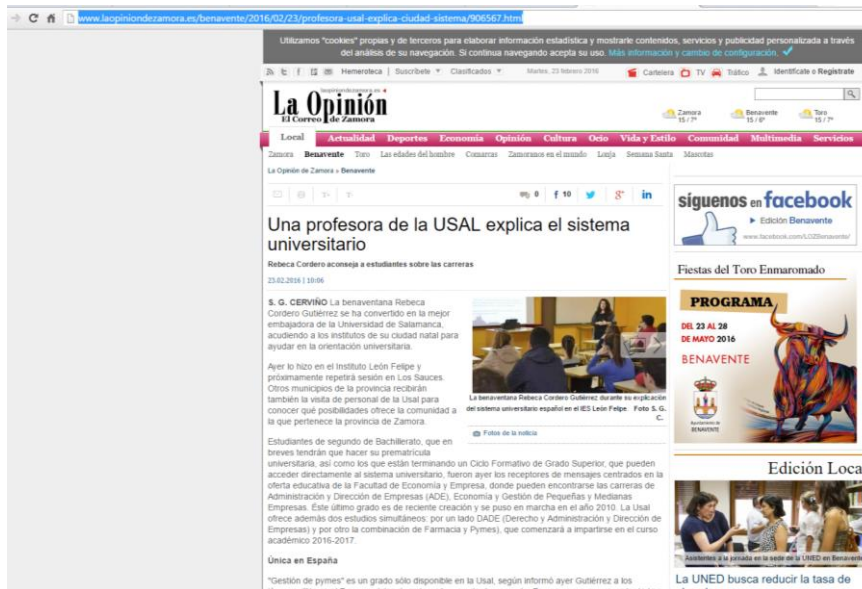 www.laopiniondezamora.es/benavente/2016/02/23/profesora-usal-explica-ciudad-sistema/906567.html
Utilizamos "cookies" propias y de terceros para elaborar información estadística y mostrarle contenidos, servicios y publicidad personalizada a través
del análisis de su navegación. Si continua navegando acepta su uso. Más información y cambio de configuración.
Hemeroteca | Suscríbete Clasificados Martes, 23 febrero 2016 Cartelera TV Tráfico Identifícate o Regístrate
laopiniondezamora.es
La Opinión
El Correo de Zamora
Zamora 15 / 7º
Benavente 15 / 6º
Toro 15 / 7º
Local Actualidad Deportes Economía Opinión Cultura Ocio Vida y Estilo Comunidad Multimedia Servicios
Zamora Benavente Toro Las edades del hombre Comarcas Zamoranos en el mundo Lonja Semana Santa Mascotas
La Opinión de Zamora » Benavente
0 f 10 8+ in
Una profesora de la USAL explica el sistema
universitario
Rebeca Cordero aconseja a estudiantes sobre las carreras
23.02.2016 | 10:06
S. G. CERVIÑO La benaventana Rebeca
Cordero Gutiérrez se ha convertido en la mejor
embajadora de la Universidad de Salamanca,
acudiendo a los institutos de su ciudad natal para
ayudar en la orientación universitaria.
Ayer lo hizo en el Instituto León Felipe y
próximamente repetirá sesión en Los Sauces.
Otros municipios de la provincia recibirán
también la visita de personal de la Usal para
conocer qué posibilidades ofrece la comunidad a
la que pertenece la provincia de Zamora.
La benaventana Rebeca Cordero Gutiérrez durante su explicación
del sistema universitario español en el IES León Felipe Foto S. G.
C.
Fotos de la noticia
Estudiantes de segundo de Bachillerato, que en
breves tendrán que hacer su prematrícula
universitaria, así como los que están terminando un Ciclo Formativo de Grado Superior, que pueden
acceder directamente al sistema universitario, fueron ayer los receptores de mensajes centrados en la
oferta educativa de la Facultad de Economía y Empresa, donde pueden encontrarse las carreras de
Administración y Dirección de Empresas (ADE), Economía y Gestión de Pequeñas y Medianas
Empresas. Éste último grado es de reciente creación y se puso en marcha en el año 2010. La Usal
ofrece además dos estudios simultáneos: por un lado DADE (Derecho y Administración y Dirección de
Empresas) y por otro la combinación de Farmacia y Pymes), que comenzará a impartirse en el curso
académico 2016-2017.
Única en España
"Gestión de pymes" es un grado sólo disponible en la Usal, según informó ayer Gutiérrez a los
síguenos en facebook
Edición Benavente
www.facebook.com/LOZBenavente/
Fiestas del Toro Enmaromado
PROGRAMA
DEL 23 AL 28
DE MAYO 2016
BENAVENTE
Ayuntamiento de
BENAVENTE
Edición Loca
Asistentes a la jornada en la sede de la UNED en Benavente
La UNED busca reducir la tasa de